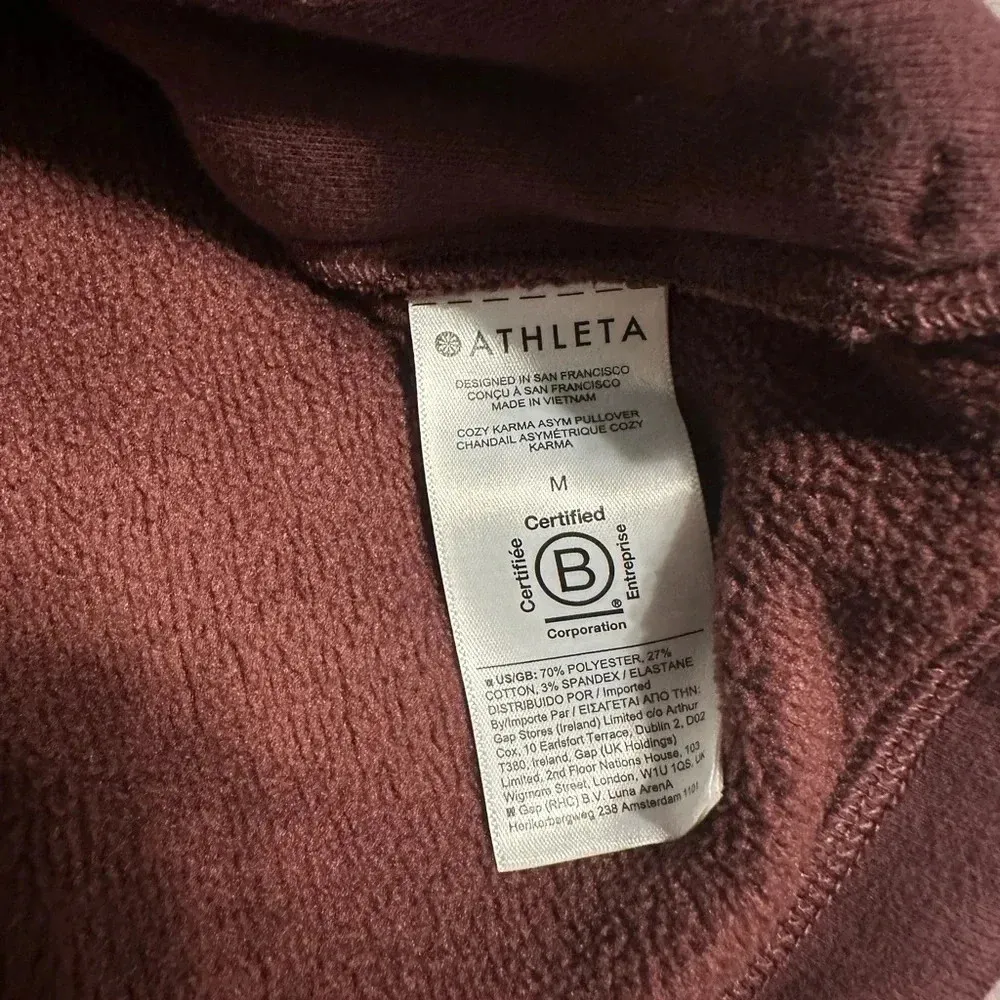 ATHLETA
DESIGNED IN SAN FRANCISCO
CONÇU À SAN FRANCISCO
MADE IN VIETNAM
COZY KARMA ASYM PULLOVER
CHANDAIL ASYMÉTRIQUE COZY
KARMA
M
Certified
Certifiée
B
Entreprise
®
Corporation
US/GB: 70% POLYESTER, 27%
COTTON, 3% SPANDEX / ELASTANE
DISTRIBUIDO POR / Imported
By/Importe Par / ΕΙΣΑΓΕΤΑΙ ΑΠΟ ΤΗΝ:
Gap Stores (Ireland) Limited c/o Arthur
Cox, 10 Earlsfort Terrace, Dublin 2, D02
T380, Ireland, Gap (UK Holdings)
Limited, 2nd Floor Nations House, 103
Wigmore Street, London, W1U 1QS, UK
Gap (RHC) B.V. Luna ArenA
Herikerbergweg 238 Amsterdam 1101